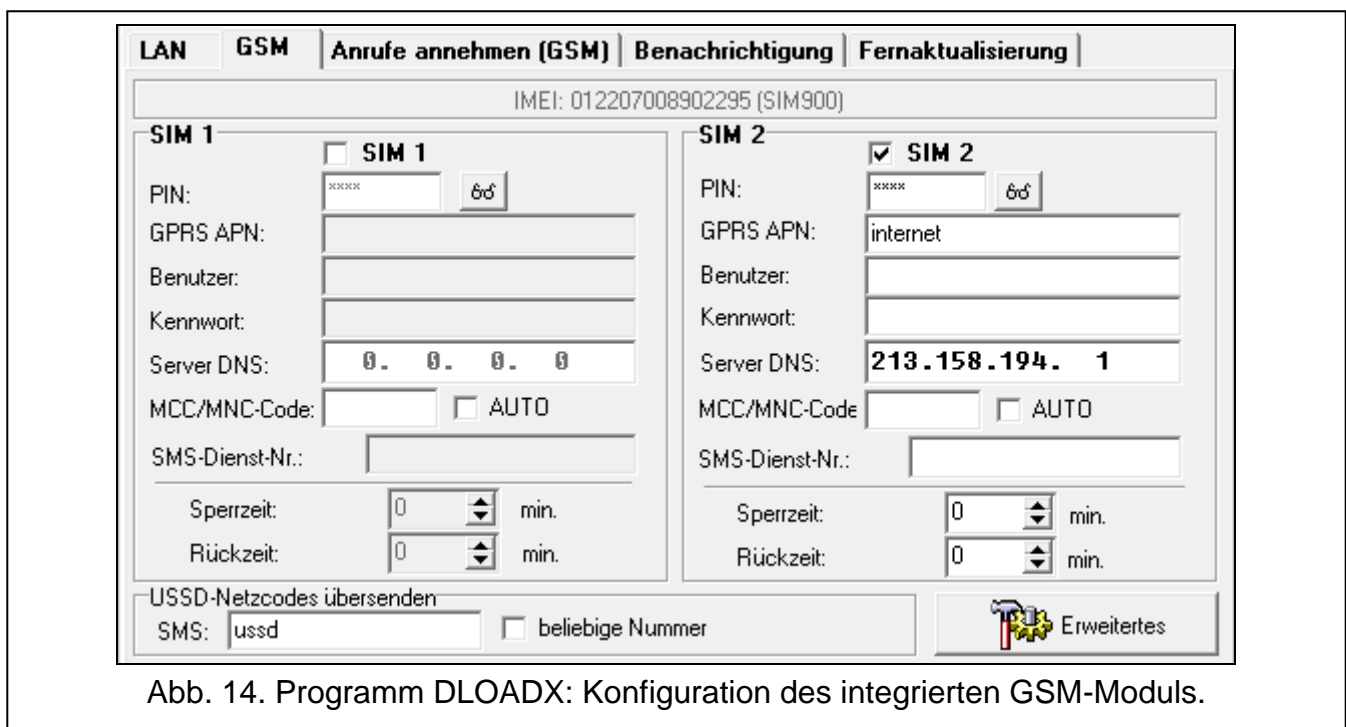 LAN GSM Anrufe annehmen (GSM) Benachrichtigung Fernaktualisierung
IMEI: 012207008902295 (SIM900)
SIM 1
SIM 1
PIN: ****
GPRS APN:
Benutzer:
Kennwort:
Server DNS: 0. 0. 0. 0
MCC/MNC-Code: AUTO
SMS-Dienst-Nr.:
Sperrzeit: 0 min.
Rückzeit: 0 min.
SIM 2
SIM 2
PIN: ****
GPRS APN: internet
Benutzer:
Kennwort:
Server DNS: 213.158.194. 1
MCC/MNC-Code AUTO
SMS-Dienst-Nr.:
Sperrzeit: 0 min.
Rückzeit: 0 min.
USSD-Netzcodes übersenden
SMS: ussd beliebige Nummer
Erweitertes
Abb. 14. Programm DLOADX: Konfiguration des integrierten GSM-Moduls.